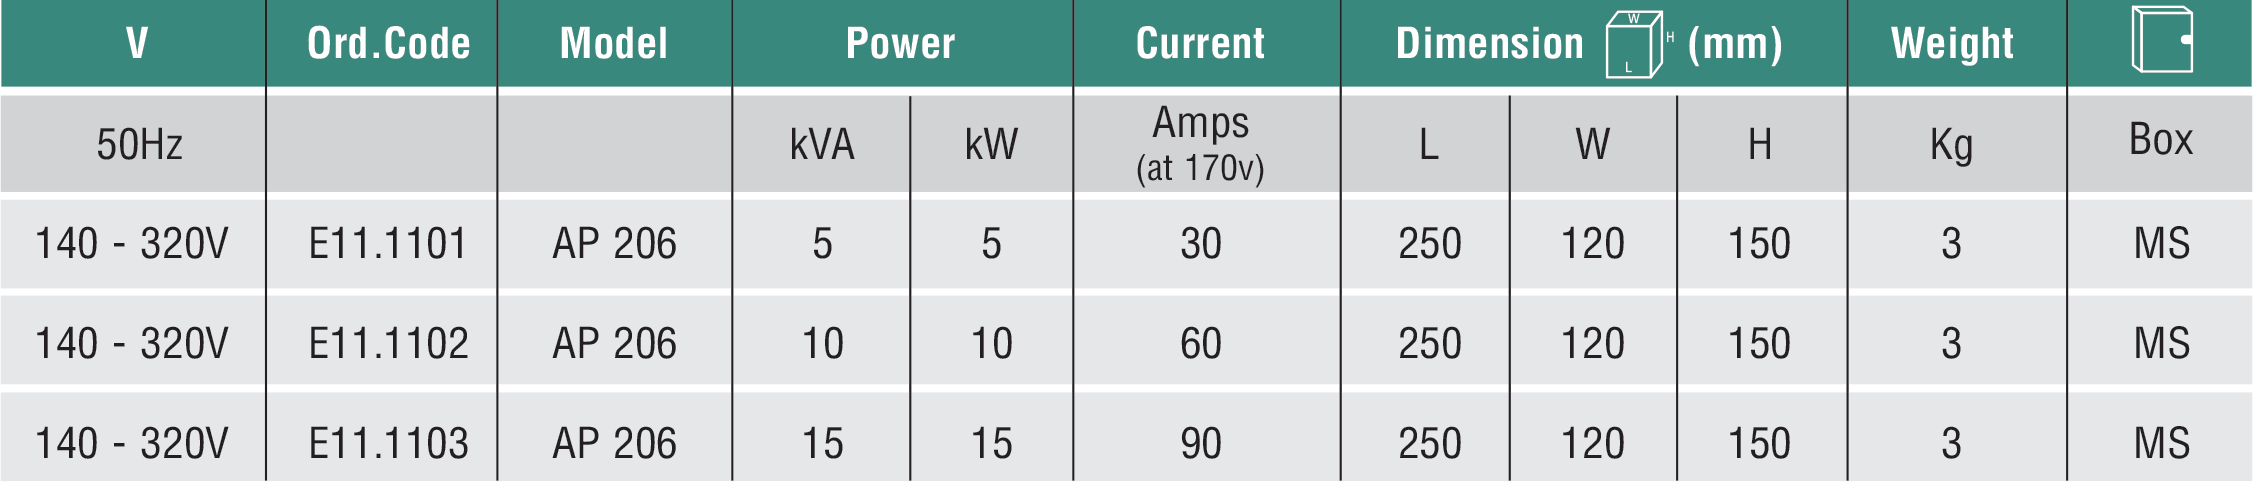 V Ord.Code Model Power Current Dimension W H L (mm) Weight
50Hz kVA kW Amps (at 170v) L W H Kg Box
140 - 320V E11.1101 AP 206 5 5 30 250 120 150 3 MS
140 - 320V E11.1102 AP 206 10 10 60 250 120 150 3 MS
140 - 320V E11.1103 AP 206 15 15 90 250 120 150 3 MS